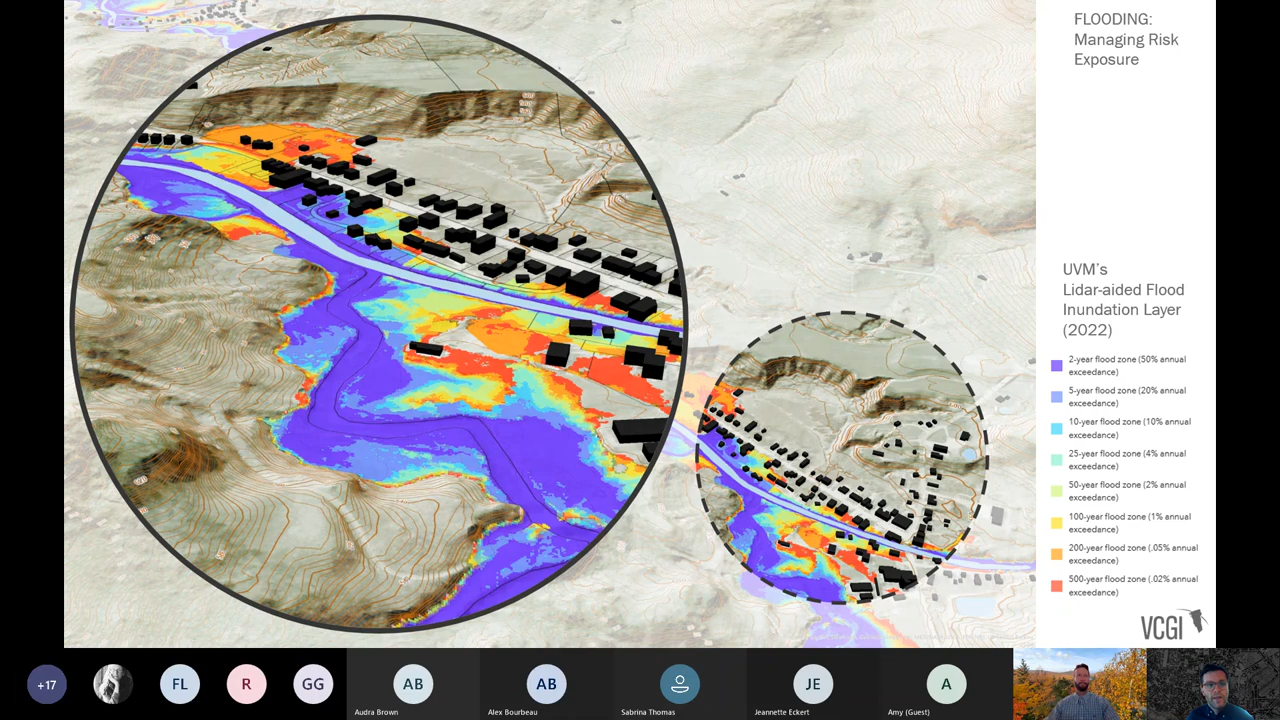 FLOODING:
Managing Risk
Exposure
UVM's
Lidar-aided Flood
Inundation Layer
(2022)
2-year flood zone (50% annual
exceedance)
5-year flood zone (20% annual
exceedance)
10-year flood zone (10% annual
exceedance)
25-year flood zone (4% annual
exceedance)
50-year flood zone (2% annual
exceedance)
100-year flood zone (1% annual
exceedance)
200-year flood zone (.05% annual
exceedance)
500-year flood zone (.02% annual
exceedance)
VCGI
+17
FL
R
GG
AB
Audra Brown
AB
Alex Bourbeau
Sabrina Thomas
JE
Jeannette Eckert
A
Amy (Guest)